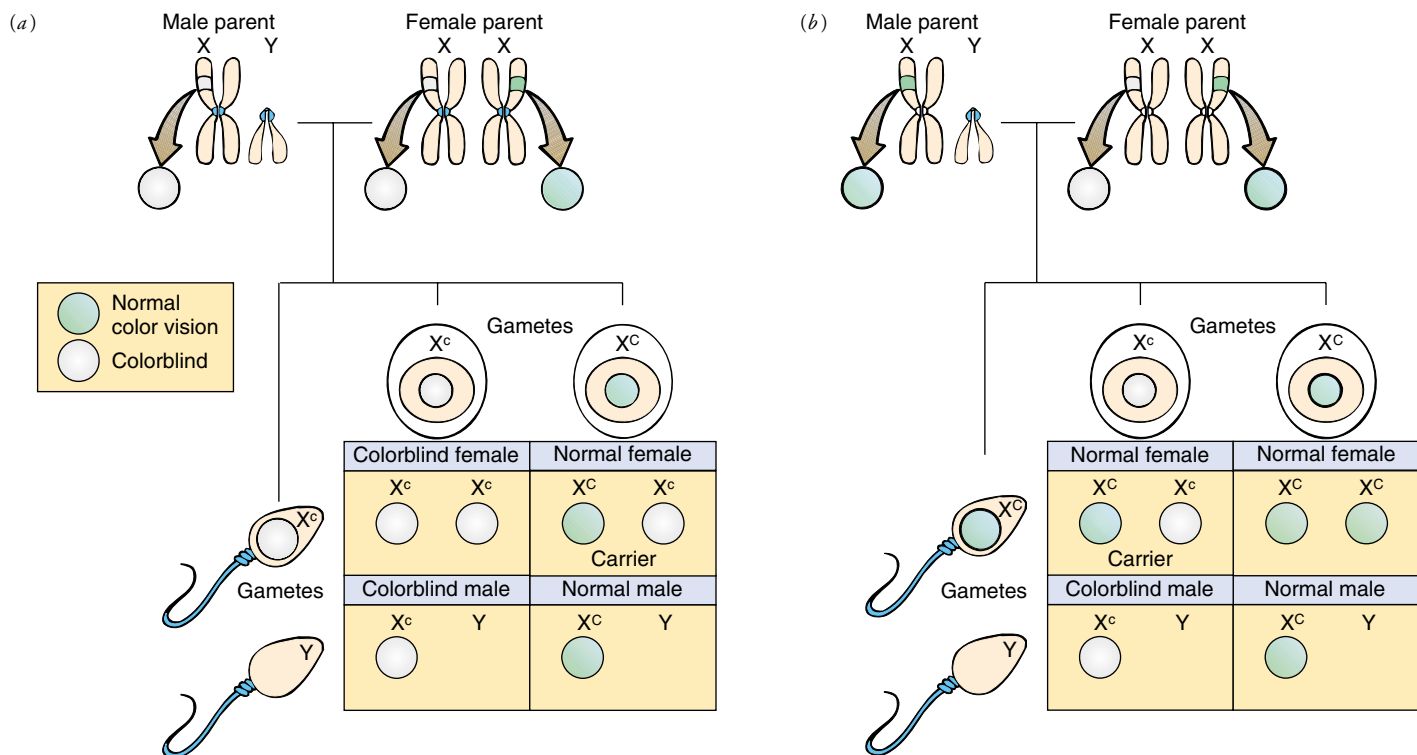 (a)
Male parent
X Y
Female parent
X X
Normal
color vision
Colorblind
Gametes
Xᶜ Xᶜ
Colorblind female Normal female
Xᶜ Xᶜ Xᶜ Xᶜ
Carrier
Xᶜ
Gametes
Colorblind male Normal male
Xᶜ Y Xᶜ Y
Y
(b)
Male parent
X Y
Female parent
X X
Gametes
Xᶜ Xᶜ
Normal female Normal female
Xᶜ Xᶜ Xᶜ Xᶜ
Carrier
Xᶜ
Gametes
Colorblind male Normal male
Xᶜ Y Xᶜ Y
Y